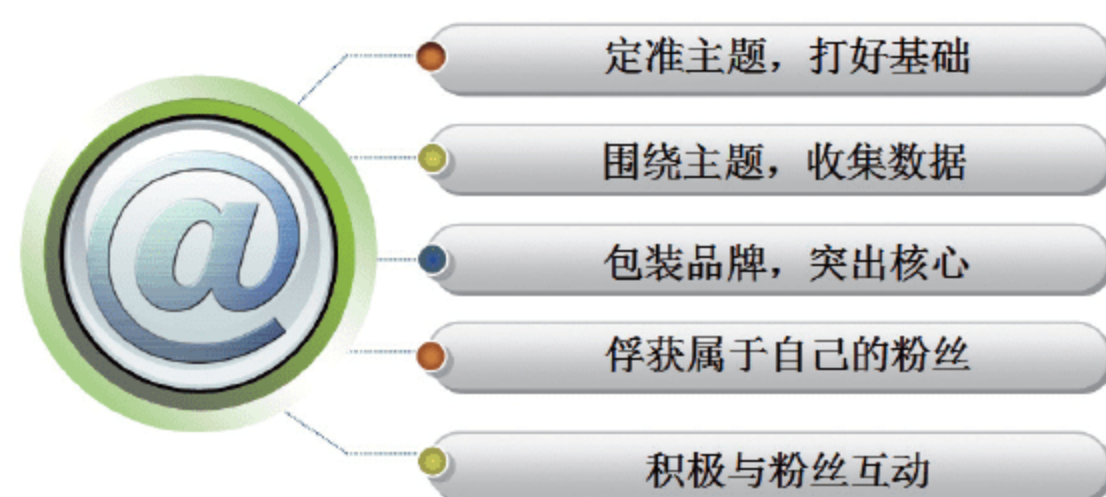 @
定准主题，打好基础
围绕主题，收集数据
包装品牌，突出核心
俘获属于自己的粉丝
积极与粉丝互动